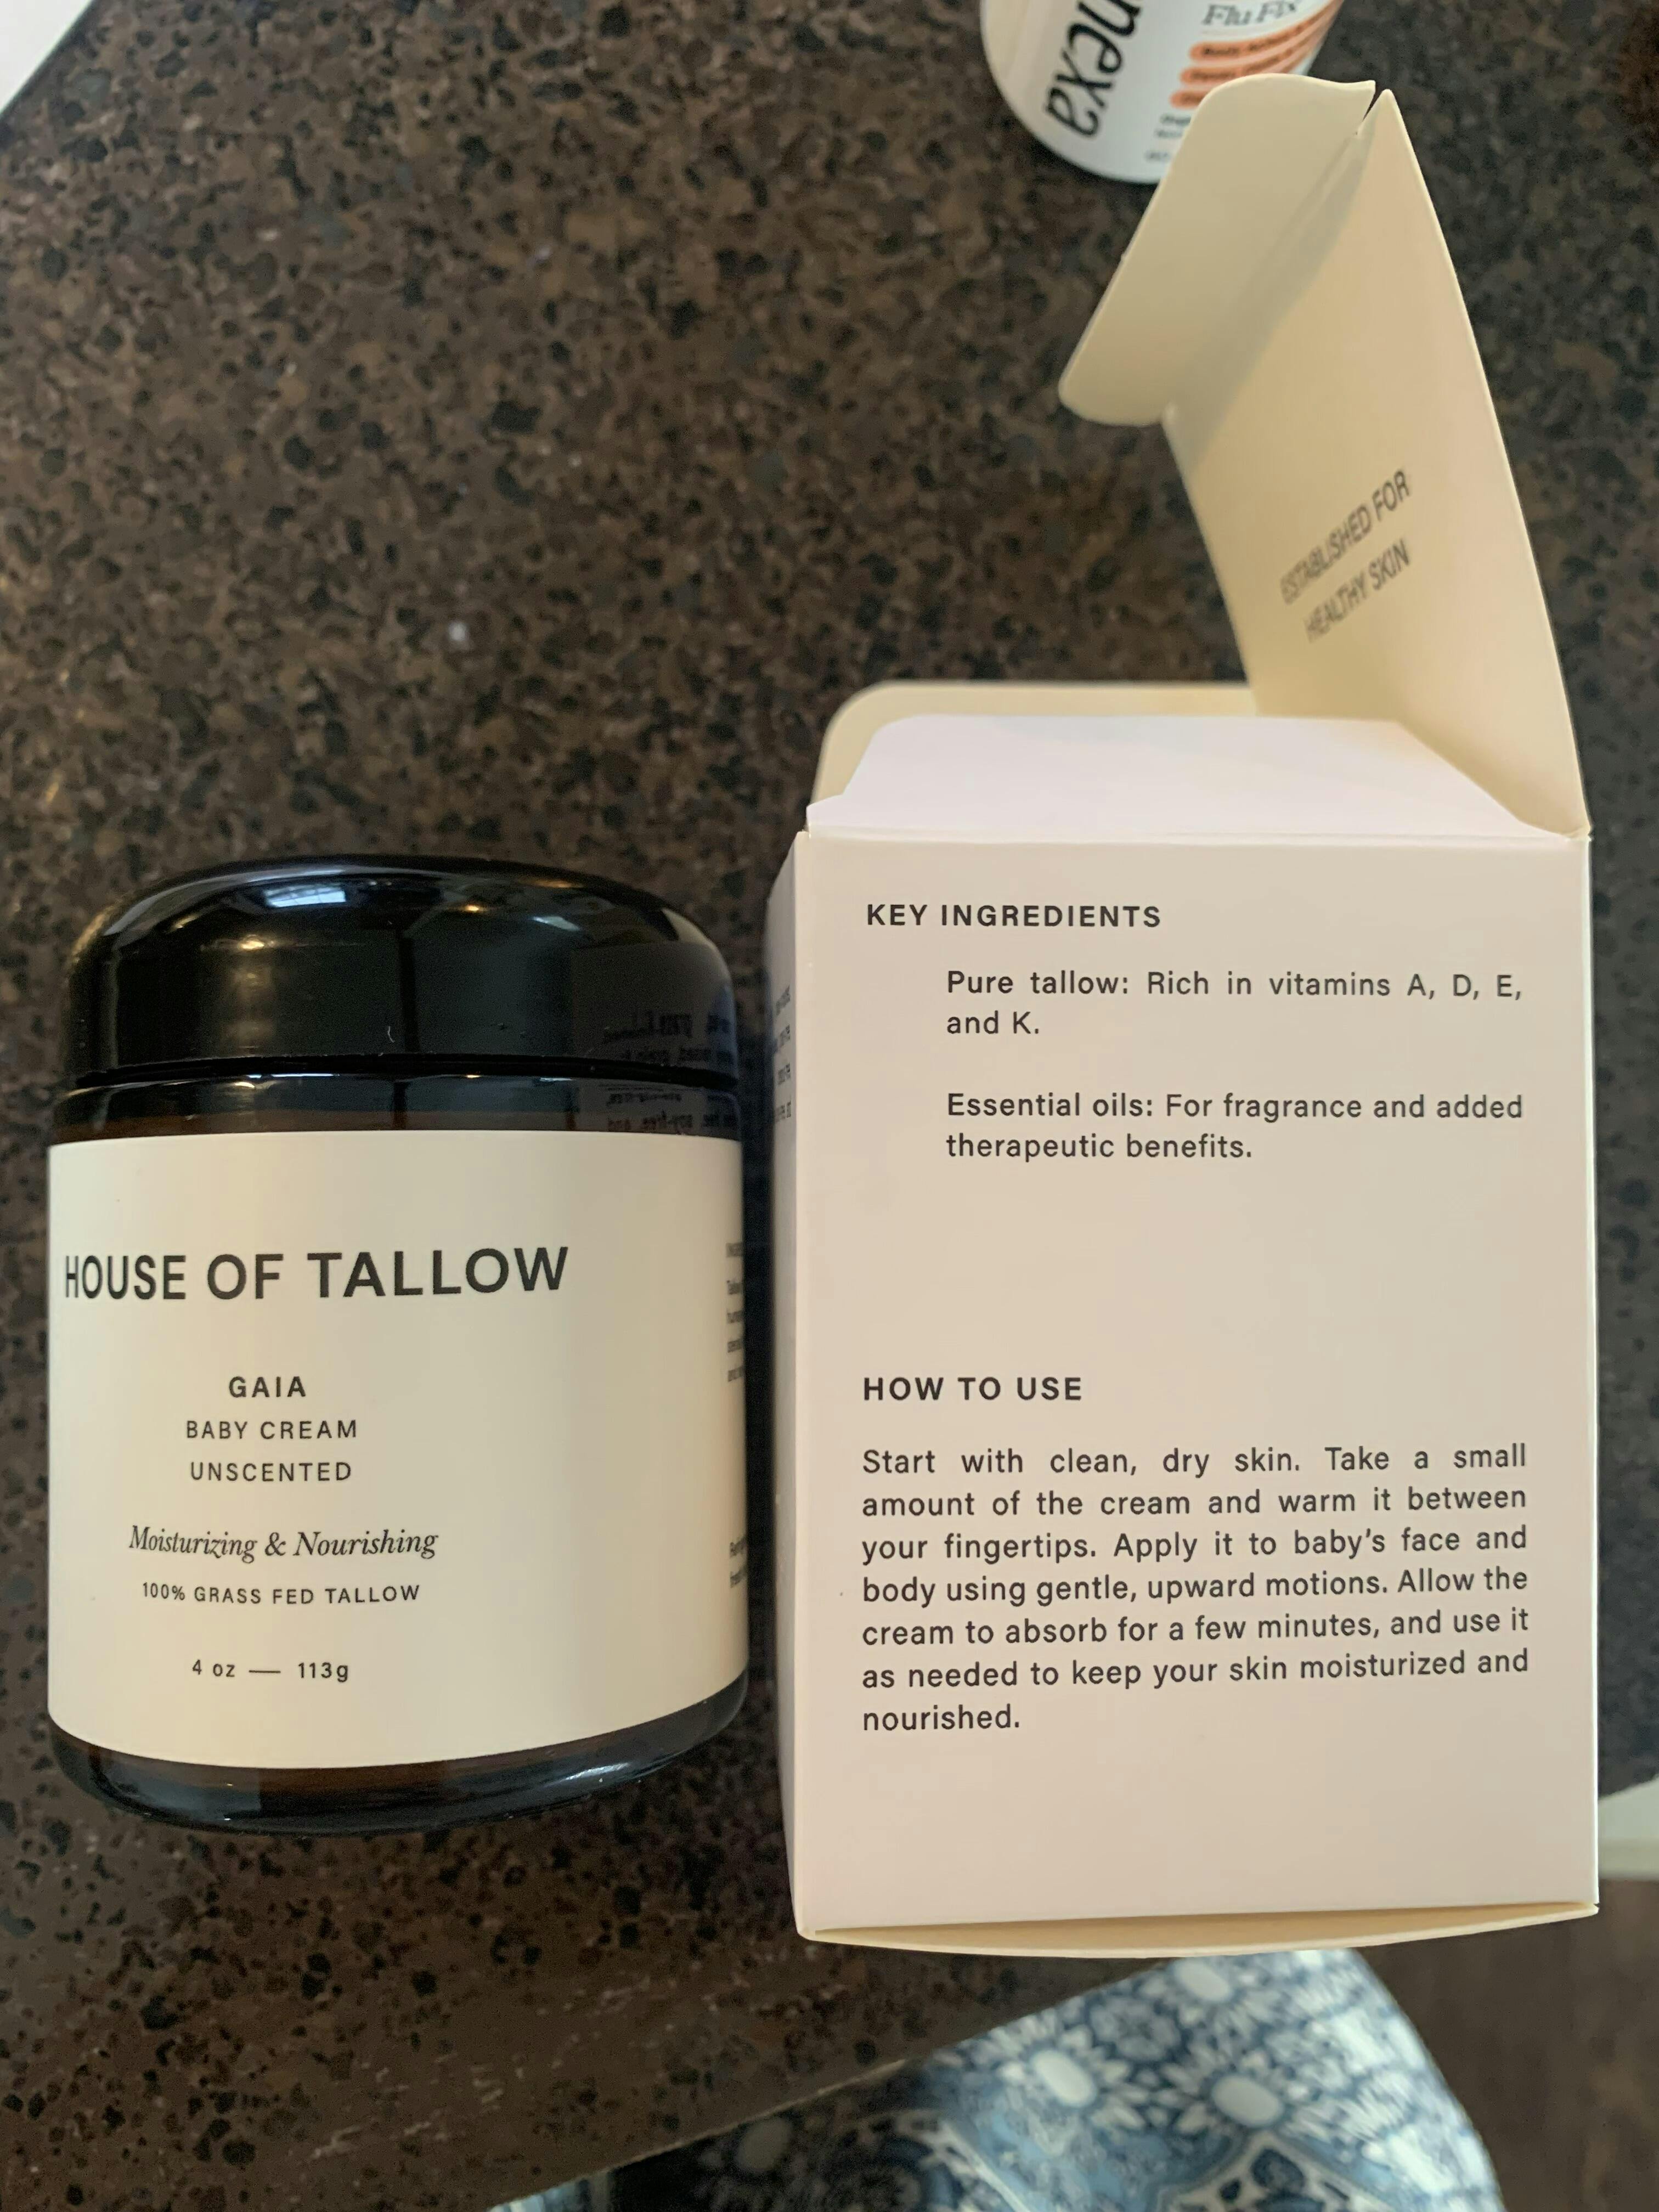 nexa
Flu Fix
ESTABLISHED FOR
HEALTHY SKIN
HOUSE OF TALLOW
GAIA
BABY CREAM
UNSCENTED
Moisturizing & Nourishing
100% GRASS FED TALLOW
4 oz — 113g
KEY INGREDIENTS
Pure tallow: Rich in vitamins A, D, E,
and K.
Essential oils: For fragrance and added
therapeutic benefits.
HOW TO USE
Start with clean, dry skin. Take a small
amount of the cream and warm it between
your fingertips. Apply it to baby's face and
body using gentle, upward motions. Allow the
cream to absorb for a few minutes, and use it
as needed to keep your skin moisturized and
nourished.